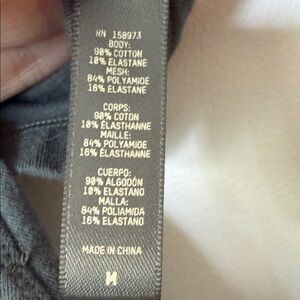 RN 158973
BODY:
90% COTTON
10% ELASTANE
MESH:
84% POLYAMIDE
16% ELASTANE
CORPS:
90% COTON
10% ÉLASTHANNE
MAILLE:
84% POLYAMIDE
16% ÉLASTHANNE
CUERPO:
90% ALGODÓN
10% ELASTANO
MALLA:
84% POLIAMIDA
16% ELASTANO
MADE IN CHINA
M